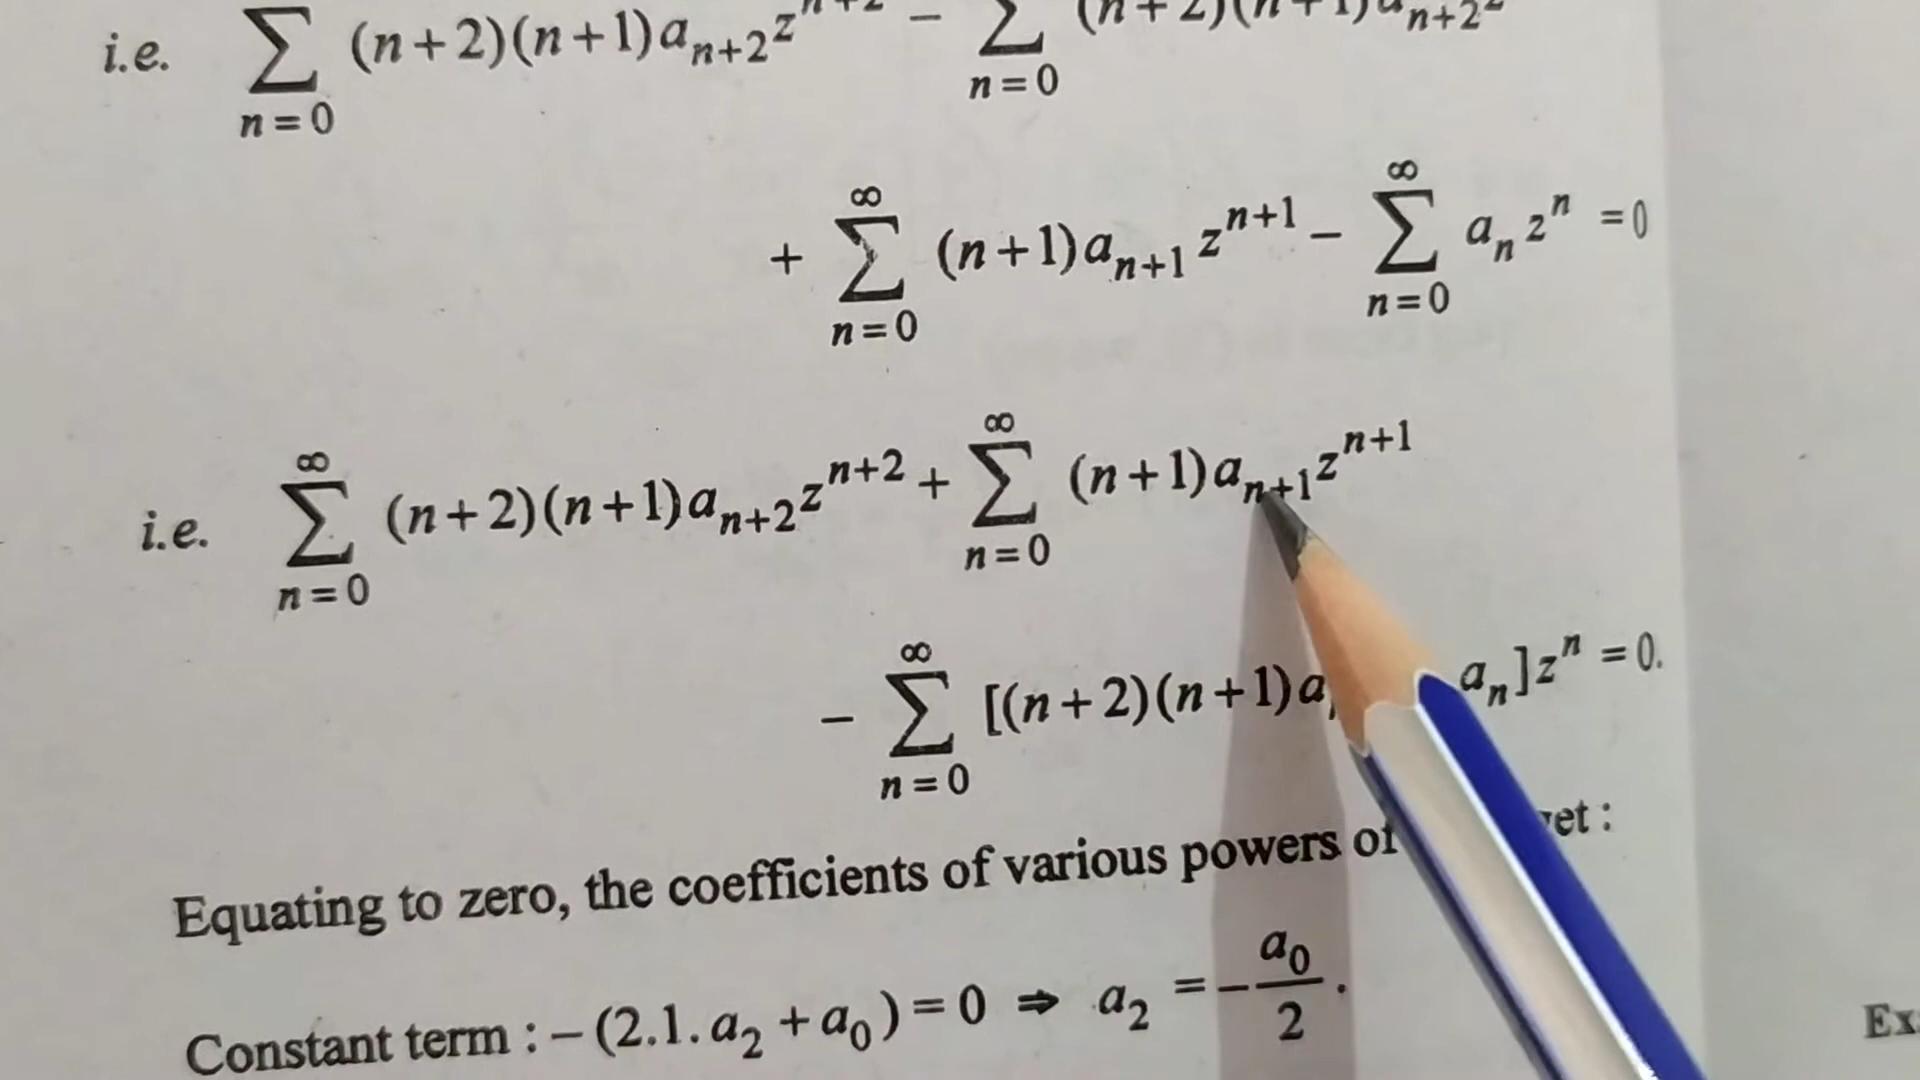 i.e. ∑ n=0 (n+2)(n+1)a_{n+2}z^{n+2} − ∑ n=0 (n+2)(n+1)a_{n+2}
+ ∑_{n=0}^{∞} (n+1)a_{n+1} z^{n+1} − ∑_{n=0}^{∞} a_n z^n = 0
i.e. ∑_{n=0}^{∞} (n+2)(n+1)a_{n+2}z^{n+2} + ∑_{n=0}^{∞} (n+1)a_{n+1}z^{n+1}
− ∑_{n=0}^{∞} [(n+2)(n+1)a a_n]z^n = 0.
Equating to zero, the coefficients of various powers of :
Constant term : − (2.1. a_2 + a_0) = 0 ⇒ a_2 = − a_0/2 .